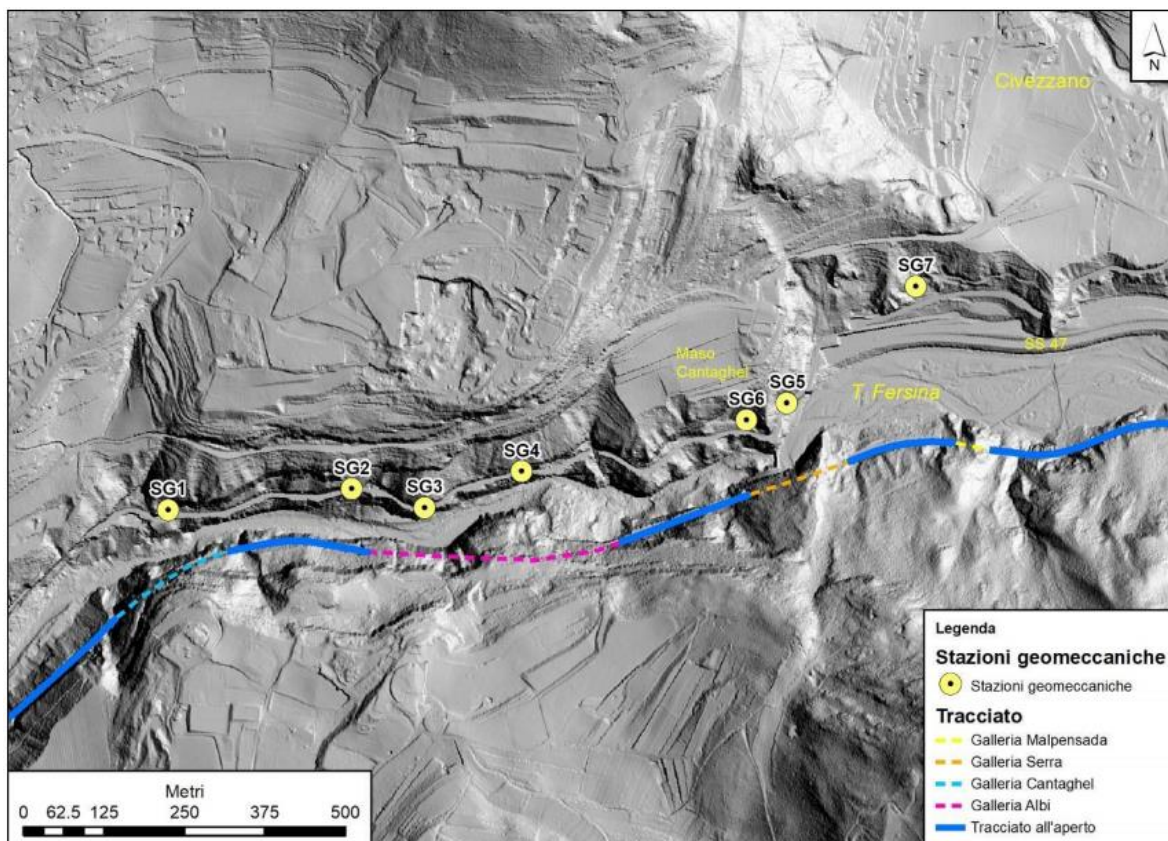 N
Civezzano
SG7
SS 47
Maso
Cantaghel
SG5
T. Fersina
SG6
SG4
SG2
SG3
SG1
Legenda
Stazioni geomeccaniche
Stazioni geomeccaniche
Tracciato
Galleria Malpensada
Galleria Serra
Galleria Cantaghel
Galleria Albi
Tracciato all'aperto
Metri
0 62.5 125 250 375 500